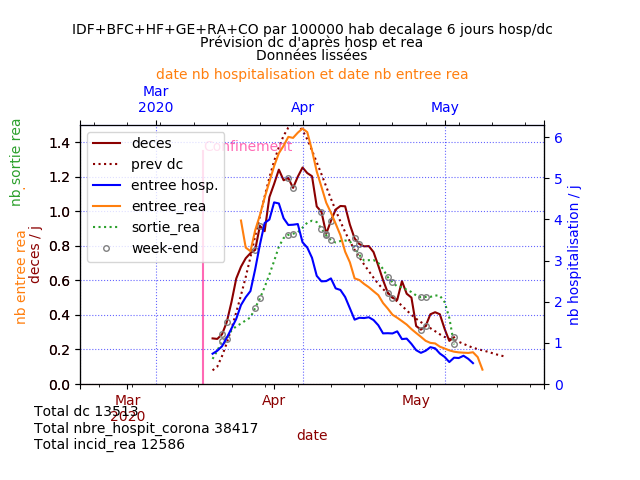 IDF+BFC+HF+GE+RA+CO par 100000 hab decalage 6 jours hosp/dc
Prévision dc d'après hosp et rea
Données lissées
date nb hospitalisation et date nb entree rea
Mar
2020
Apr
May
Confinement
deces
prev dc
entree hosp.
entree_rea
sortie_rea
week-end
nb sortie rea
nb entree rea
deces / j
nb hospitalisation / j
1.4
1.2
1.0
0.8
0.6
0.4
0.2
0.0
6
5
4
3
2
1
0
Mar
2020
Apr
May
date
Total dc 13513
Total nbre_hospit_corona 38417
Total incid_rea 12586